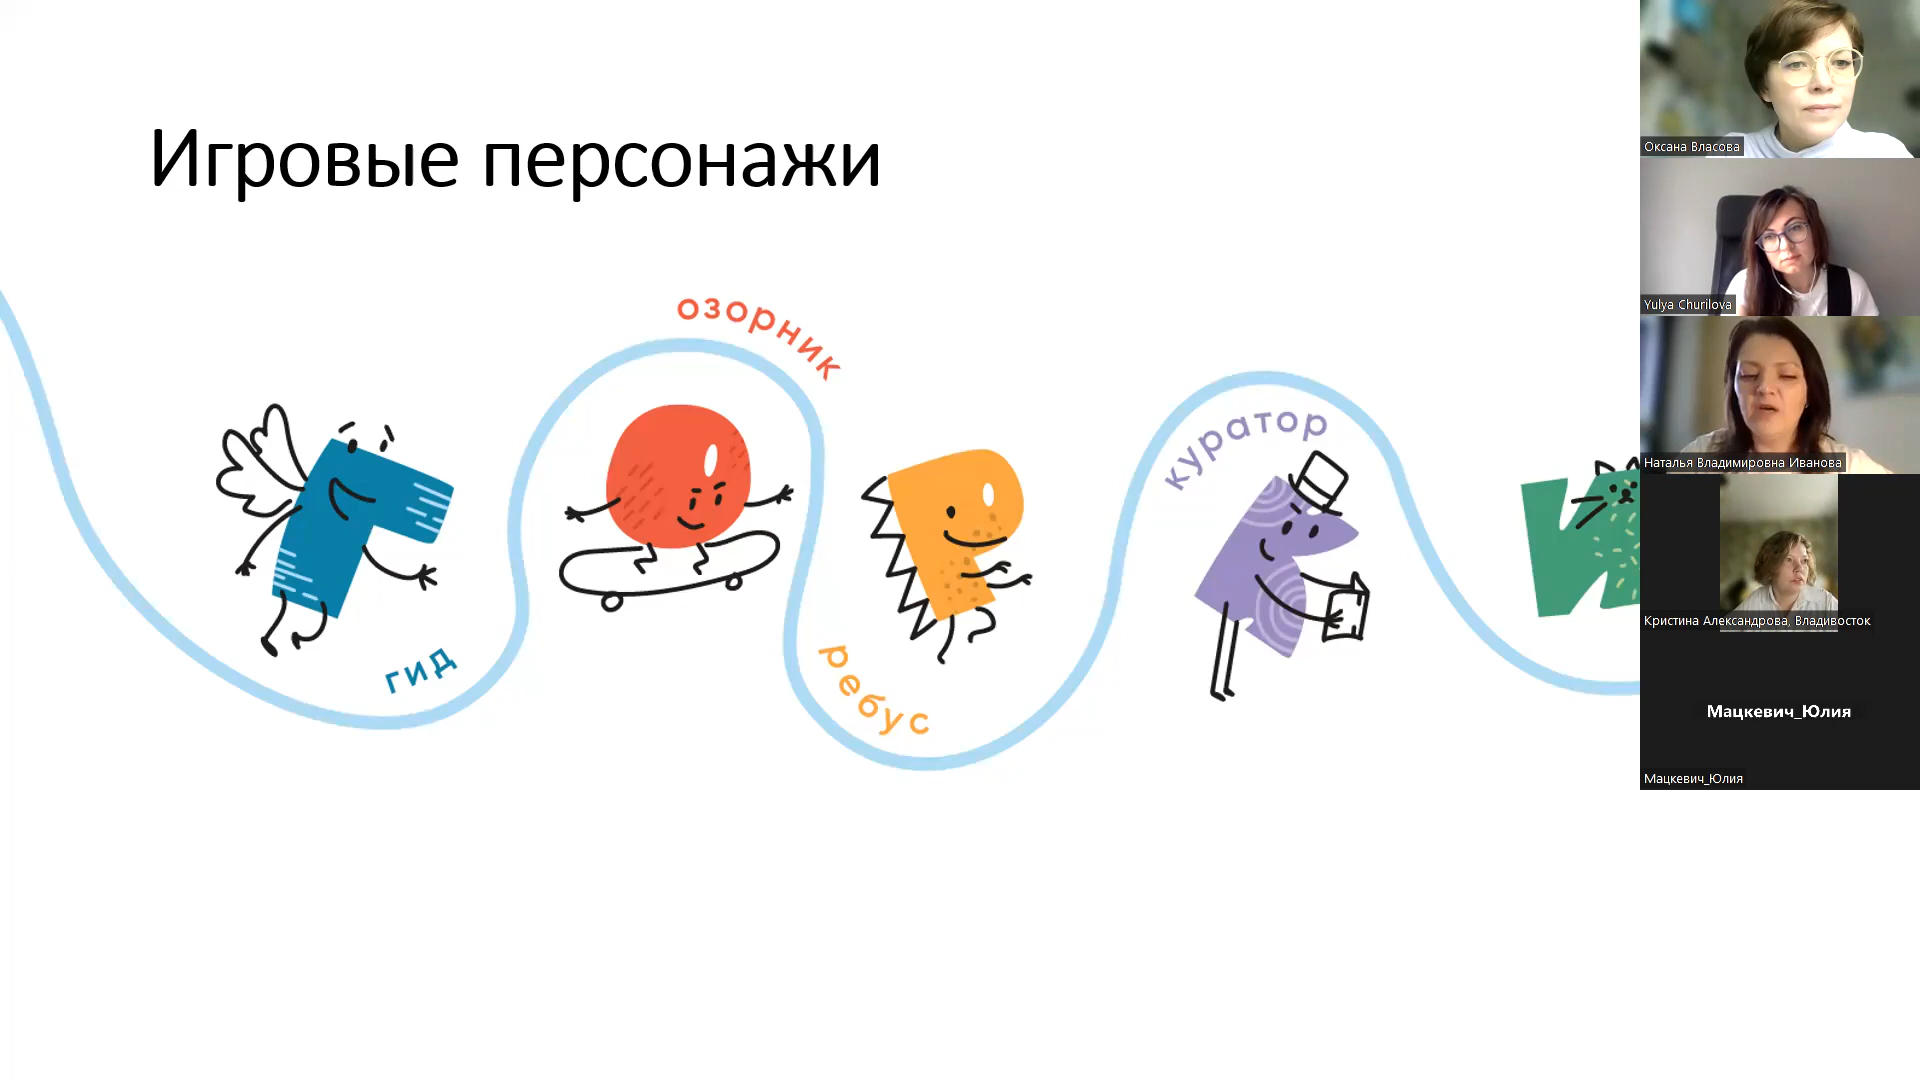 Игровые персонажи
озорник
куратор
гид
ребус
Оксана Власова
Yulya Churilova
Наталья Владимировна Иванова
Кристина Александрова, Владивосток
Мацкевич_Юлия
Мацкевич_Юлия